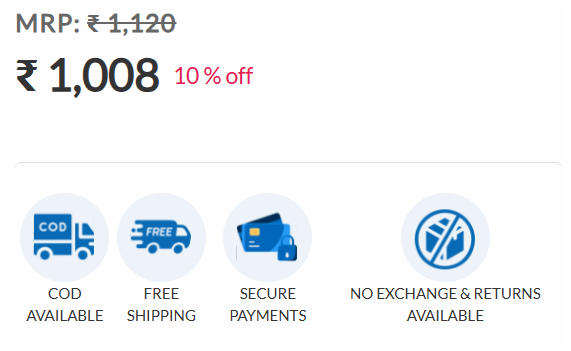 MRP: ₹ 1,120
₹ 1,008 10 % off
COD
FREE
COD
AVAILABLE
FREE
SHIPPING
SECURE
PAYMENTS
NO EXCHANGE & RETURNS
AVAILABLE